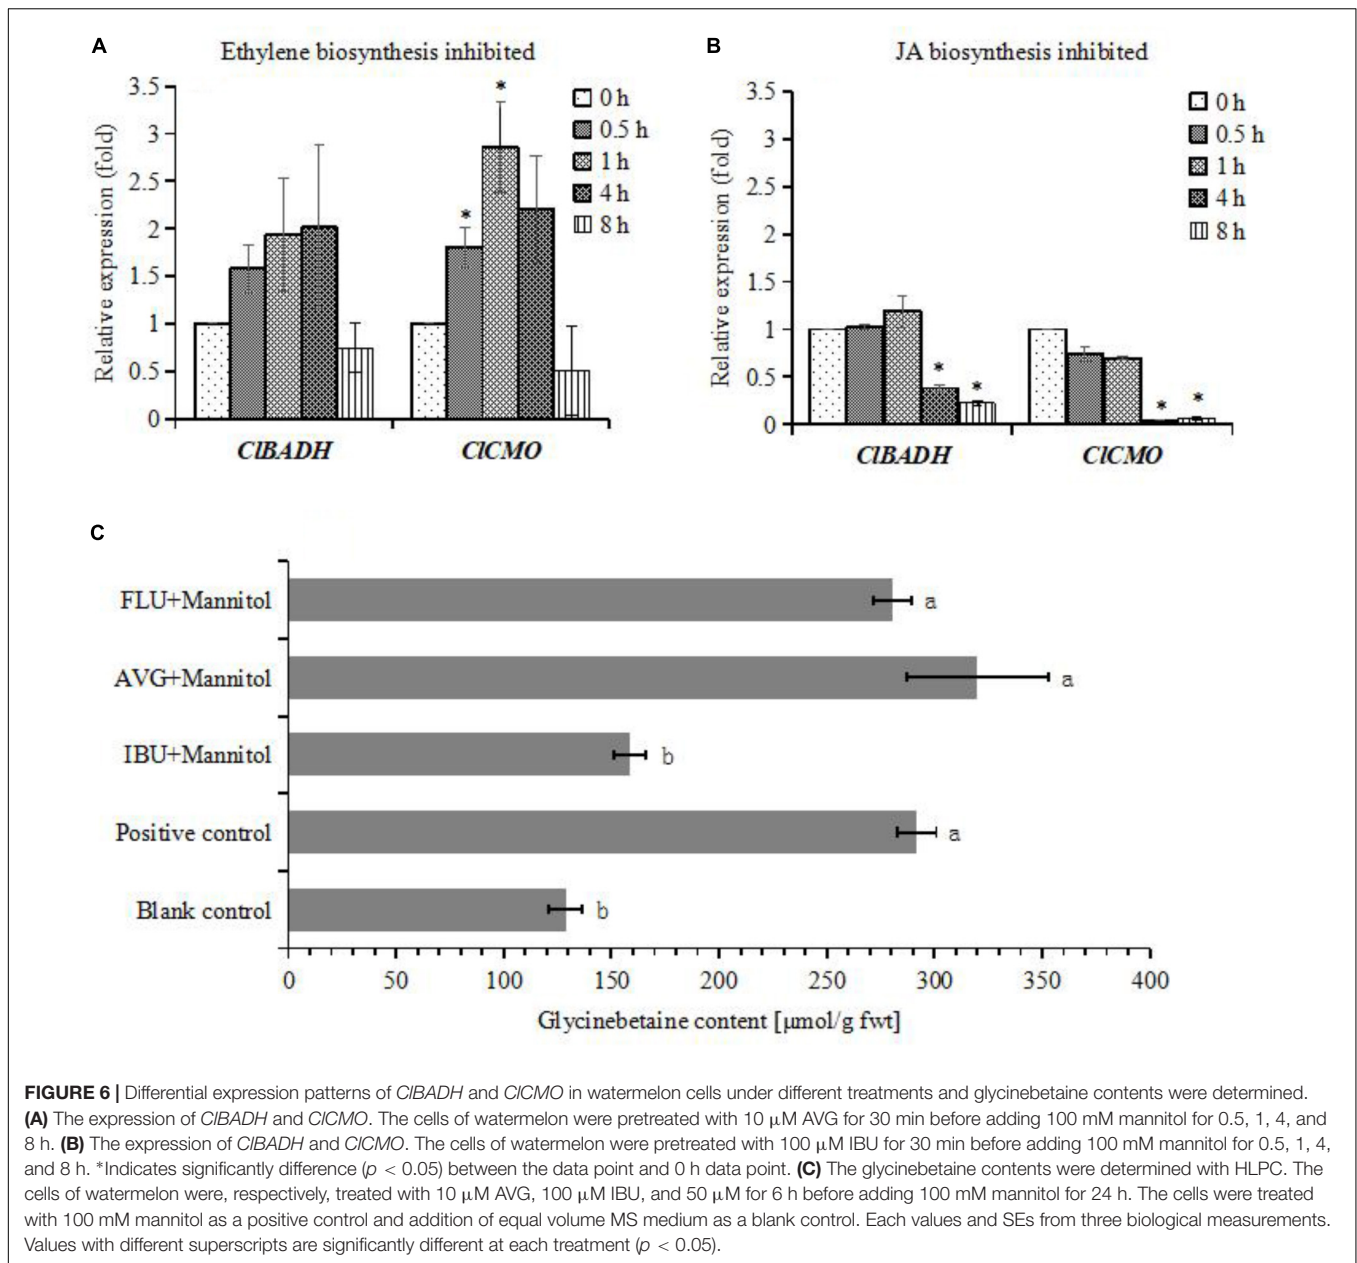 A
Ethylene biosynthesis inhibited
3.5
3
2.5
2
1.5
1
0.5
0
Relative expression (fold)
*
*
0 h
0.5 h
1 h
4 h
8 h
ClBADH
ClCMO
B
JA biosynthesis inhibited
3.5
3
2.5
2
1.5
1
0.5
0
Relative expression (fold)
*
*
*
*
0 h
0.5 h
1 h
4 h
8 h
ClBADH
ClCMO
C
FLU+Mannitol
a
AVG+Mannitol
a
IBU+Mannitol
b
Positive control
a
Blank control
b
0 50 100 150 200 250 300 350 400
Glycinebetaine content [μmol/g fwt]
FIGURE 6 | Differential expression patterns of ClBADH and ClCMO in watermelon cells under different treatments and glycinebetaine contents were determined.
(A) The expression of ClBADH and ClCMO. The cells of watermelon were pretreated with 10 μM AVG for 30 min before adding 100 mM mannitol for 0.5, 1, 4, and
8 h. (B) The expression of ClBADH and ClCMO. The cells of watermelon were pretreated with 100 μM IBU for 30 min before adding 100 mM mannitol for 0.5, 1, 4,
and 8 h. *Indicates significantly difference (p < 0.05) between the data point and 0 h data point. (C) The glycinebetaine contents were determined with HLPC. The
cells of watermelon were, respectively, treated with 10 μM AVG, 100 μM IBU, and 50 μM for 6 h before adding 100 mM mannitol for 24 h. The cells were treated
with 100 mM mannitol as a positive control and addition of equal volume MS medium as a blank control. Each values and SEs from three biological measurements.
Values with different superscripts are significantly different at each treatment (p < 0.05).